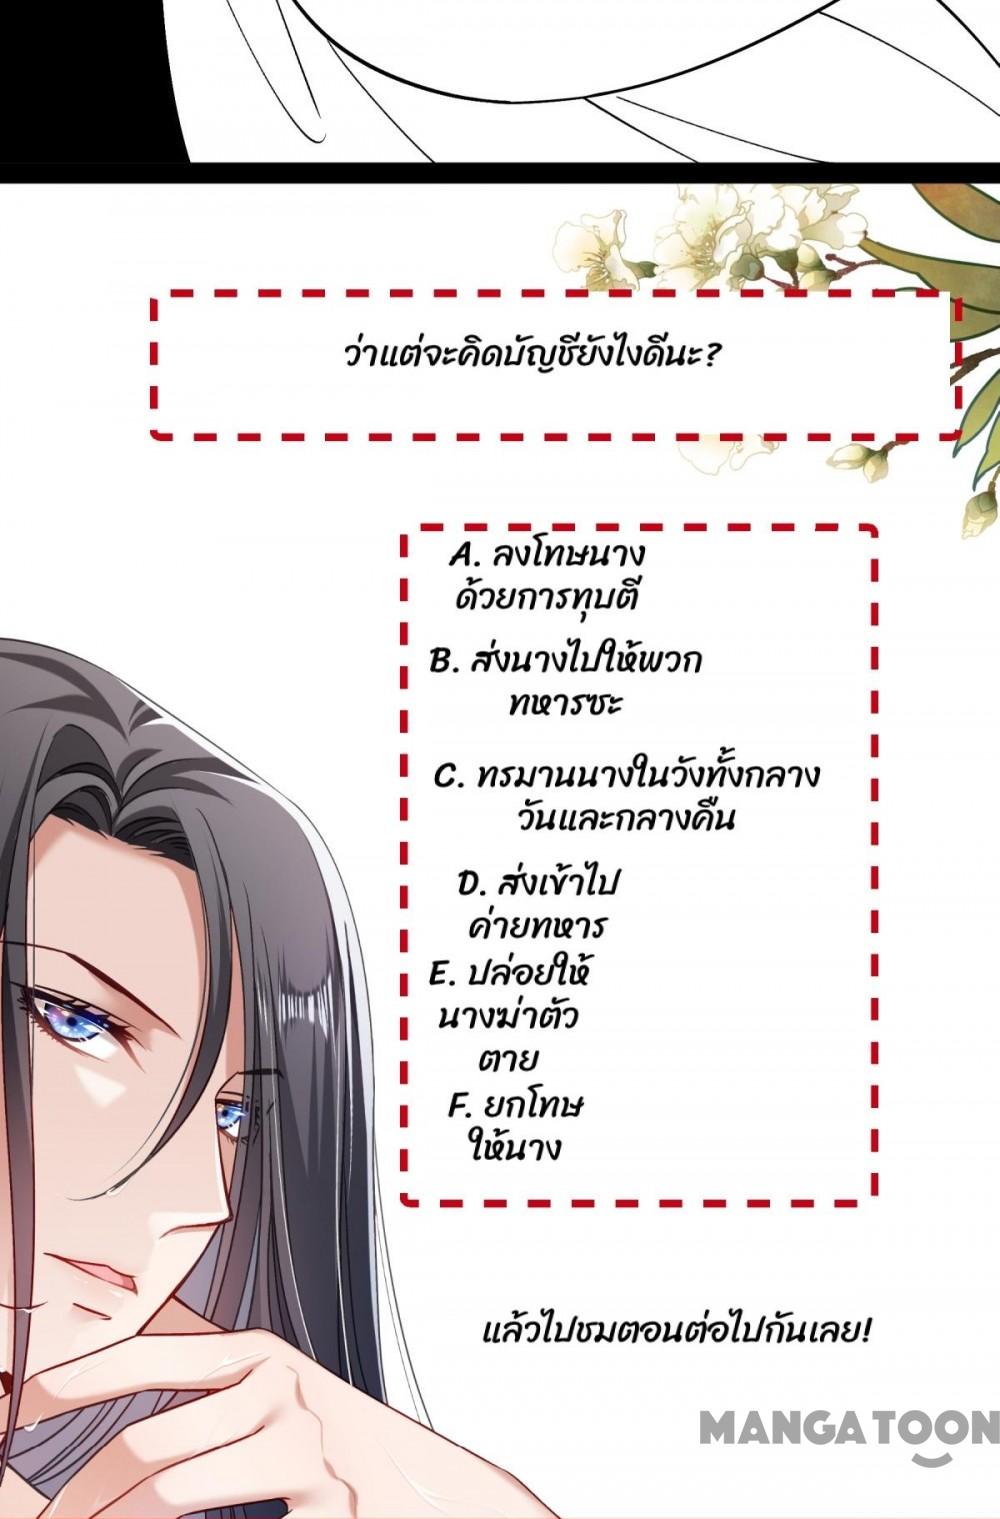 ว่าแต่จะคิดบัญชียังไงดีนะ?
A. ลงโทษนาง
ด้วยการทุบตี
B. ส่งนางไปให้พวก
ทหารซะ
C. ทรมานนางในวังทั้งกลาง
วันและกลางคืน
D. ส่งเข้าไป
ค่ายทหาร
E. ปล่อยให้
นางฆ่าตัว
ตาย
F. ยกโทษ
ให้นาง
แล้วไปชมตอนต่อไปกันเลย!
MANGATOON